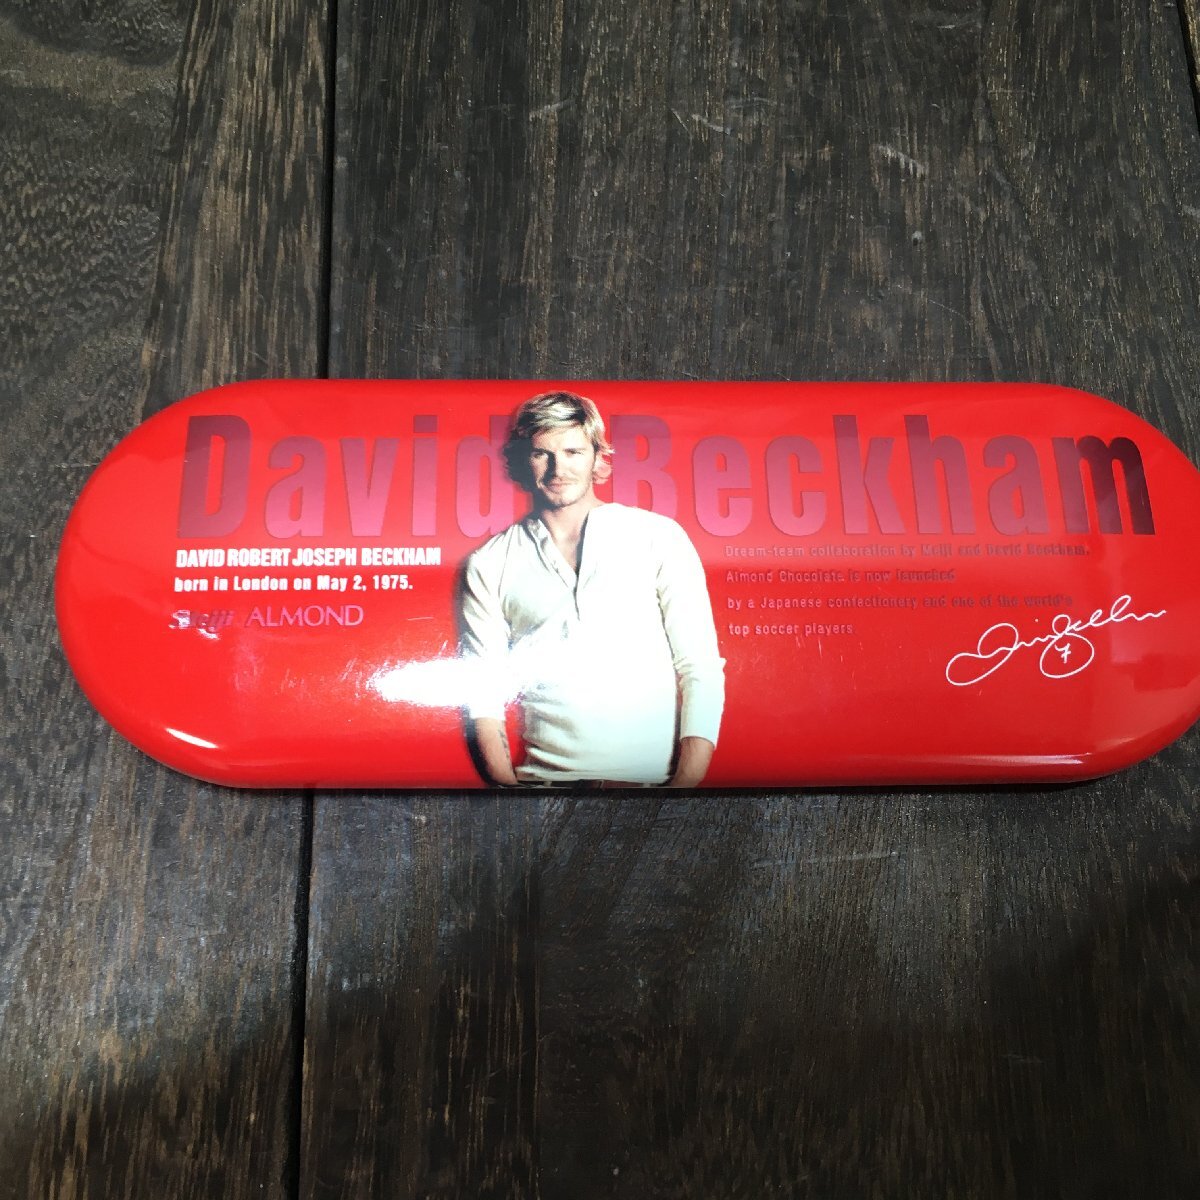 David Beckham
DAVID ROBERT JOSEPH BECKHAM
born in London on May 2, 1975.
Meiji ALMOND
Dream-team collaboration by Meiji and David Beckham.
Almond Chocolate is now launched
by a Japanese confectionery and one of the world's
top soccer players.
7